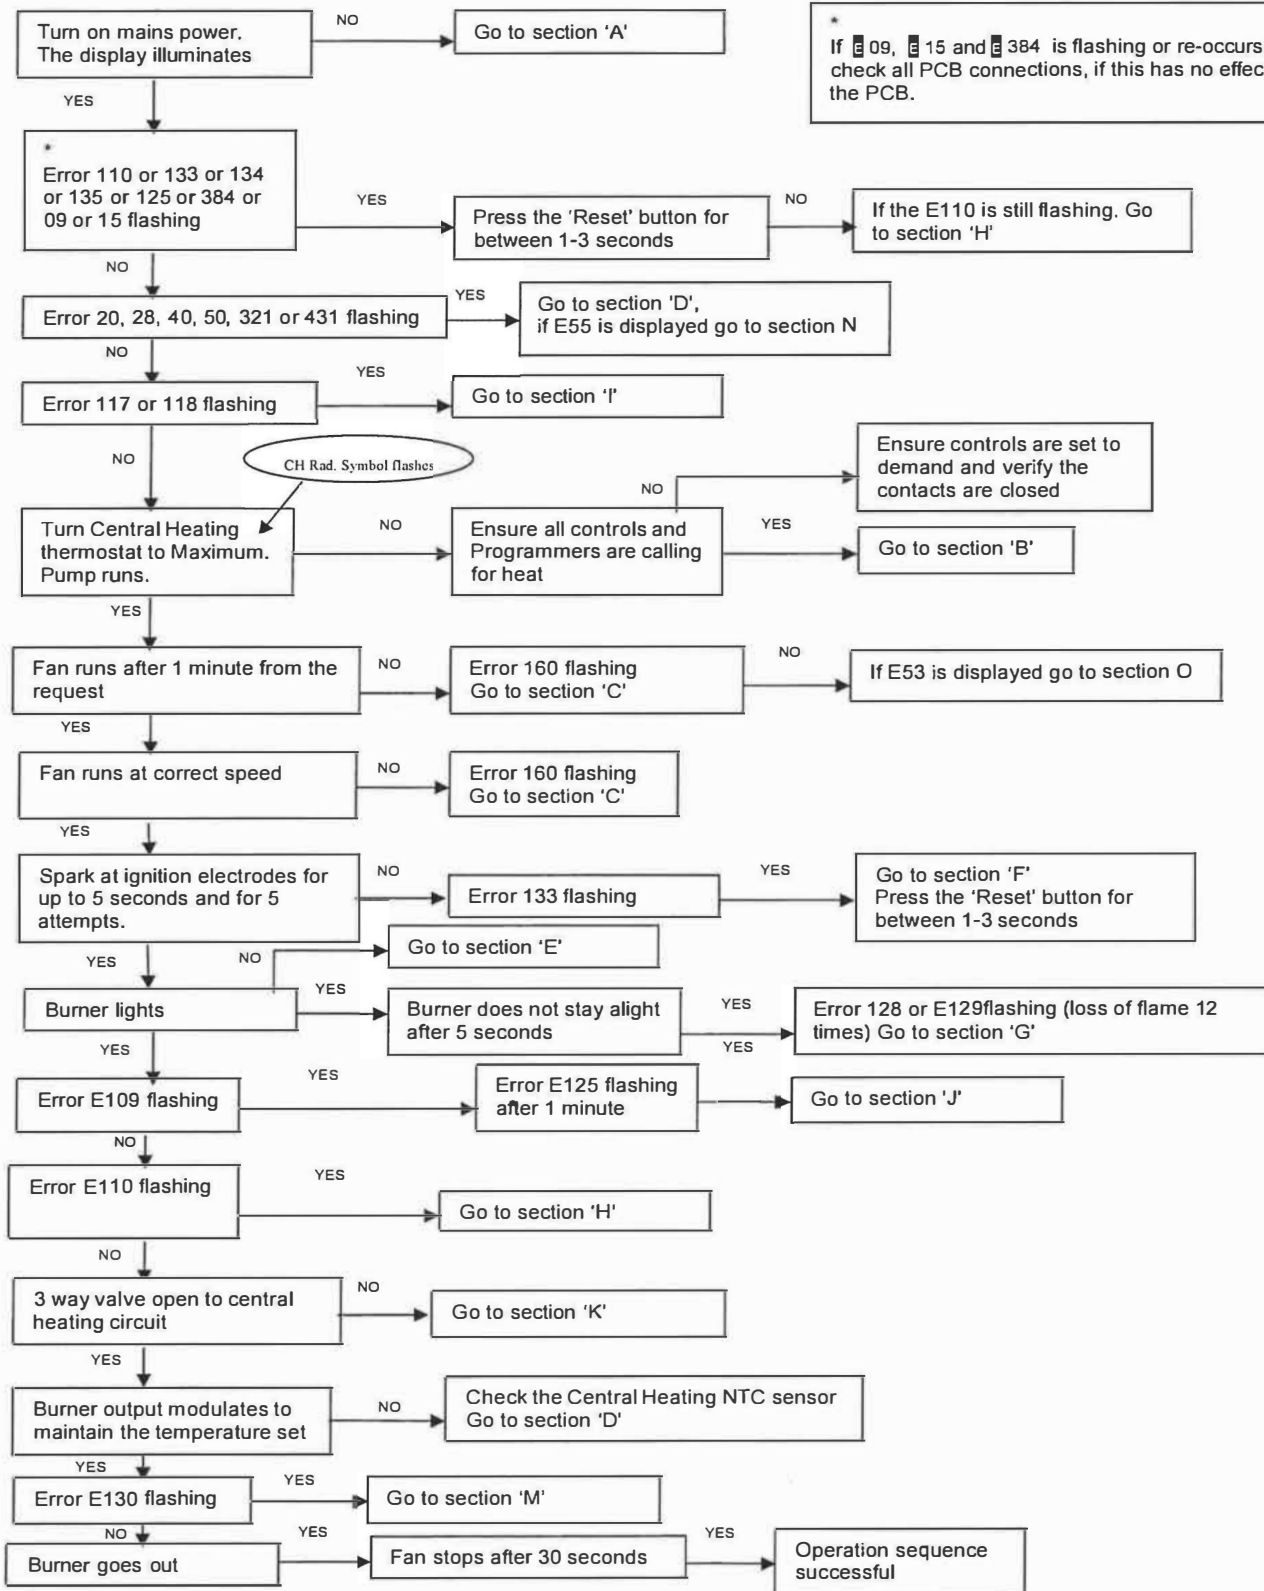 Turn on mains power.
The display illuminates
NO
Go to section 'A'
*
If E 09, E 15 and E 384 is flashing or re-occurs
check all PCB connections, if this has no effec
the PCB.
YES
*
Error 110 or 133 or 134
or 135 or 125 or 384 or
09 or 15 flashing
YES
Press the 'Reset' button for
between 1-3 seconds
NO
If the E110 is still flashing. Go
to section 'H'
NO
Error 20, 28, 40, 50, 321 or 431 flashing
YES
Go to section 'D',
if E55 is displayed go to section N
NO
Error 117 or 118 flashing
YES
Go to section 'I'
NO
CH Rad. Symbol flashes
Turn Central Heating
thermostat to Maximum.
Pump runs.
NO
Ensure all controls and
Programmers are calling
for heat
NO
Ensure controls are set to
demand and verify the
contacts are closed
YES
Go to section 'B'
YES
Fan runs after 1 minute from the
request
NO
Error 160 flashing
Go to section 'C'
NO
If E53 is displayed go to section O
YES
Fan runs at correct speed
NO
Error 160 flashing
Go to section 'C'
YES
Spark at ignition electrodes for
up to 5 seconds and for 5
attempts.
NO
Error 133 flashing
YES
Go to section 'F'
Press the 'Reset' button for
between 1-3 seconds
YES
NO
Go to section 'E'
Burner lights
YES
Burner does not stay alight
after 5 seconds
YES
YES
Error 128 or E129flashing (loss of flame 12
times) Go to section 'G'
YES
Error E109 flashing
YES
Error E125 flashing
after 1 minute
Go to section 'J'
NO
Error E110 flashing
YES
Go to section 'H'
NO
3 way valve open to central
heating circuit
NO
Go to section 'K'
YES
Burner output modulates to
maintain the temperature set
NO
Check the Central Heating NTC sensor
Go to section 'D'
YES
Error E130 flashing
YES
Go to section 'M'
NO
Burner goes out
YES
Fan stops after 30 seconds
YES
Operation sequence
successful